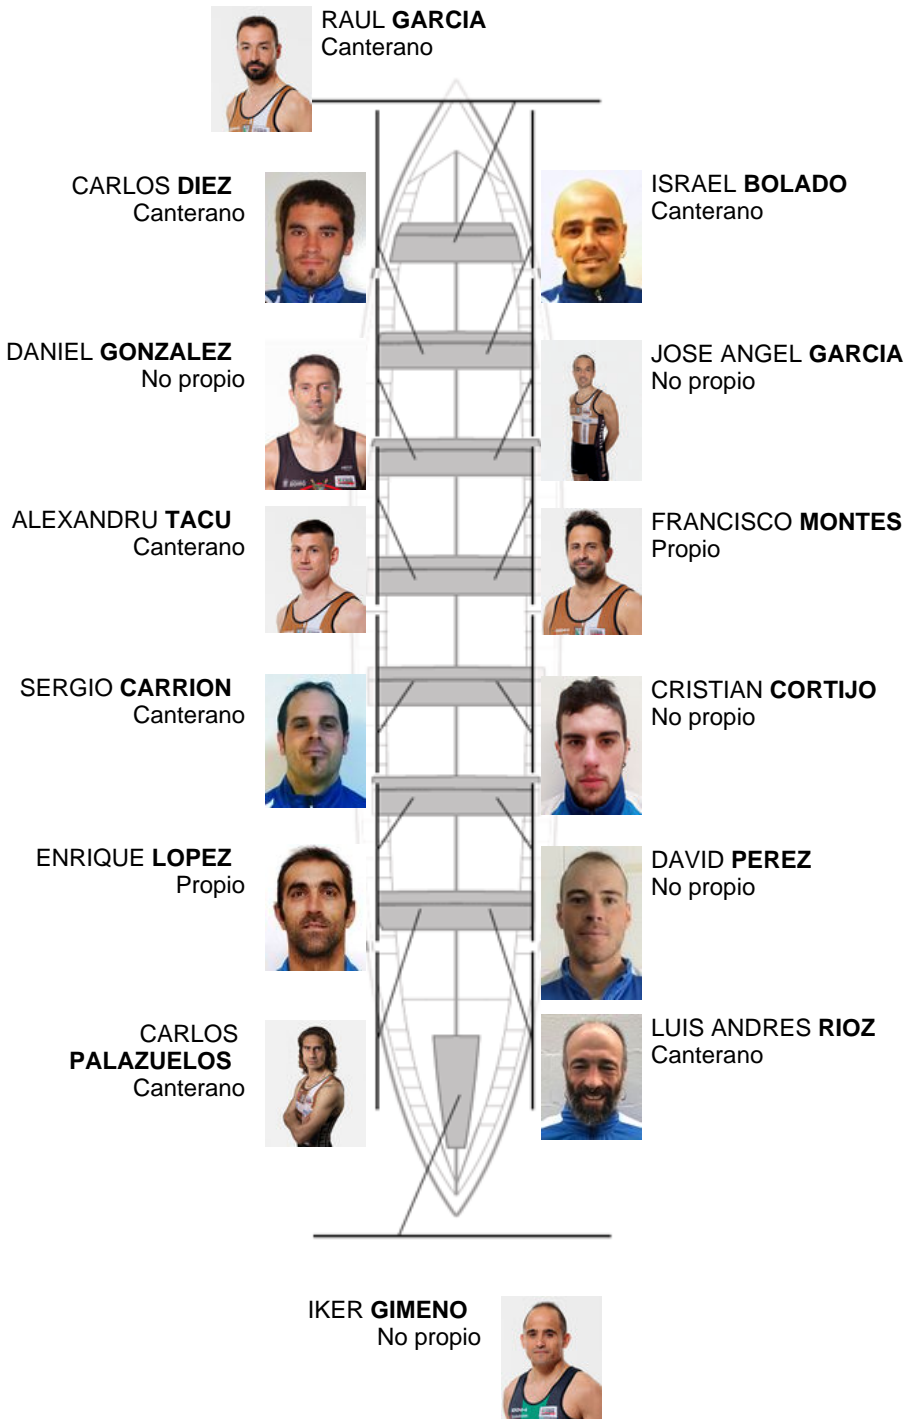 RAUL GARCIA
Canterano
CARLOS DIEZ
Canterano
ISRAEL BOLADO
Canterano
DANIEL GONZALEZ
No propio
JOSE ANGEL GARCIA
No propio
ALEXANDRU TACU
Canterano
FRANCISCO MONTES
Propio
SERGIO CARRION
Canterano
CRISTIAN CORTIJO
No propio
ENRIQUE LOPEZ
Propio
DAVID PEREZ
No propio
CARLOS
PALAZUELOS
Canterano
LUIS ANDRES RIOZ
Canterano
IKER GIMENO
No propio